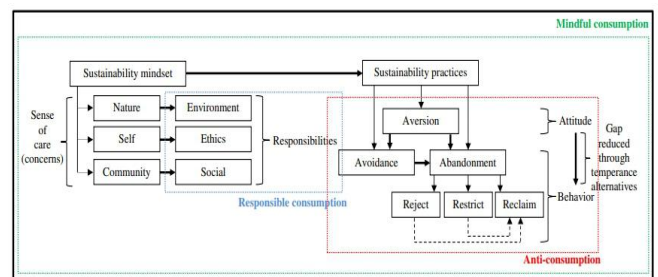 Mindful consumption
Sustainability mindset
Sustainability practices
Sense
of
care
(concerns)
Nature
Environment
Self
Ethics
Community
Social
Responsibilities
Responsible consumption
Aversion
Avoidance
Abandonment
Reject
Restrict
Reclaim
Attitude
Behavior
Gap
reduced
through
temperance
alternatives
Anti-consumption